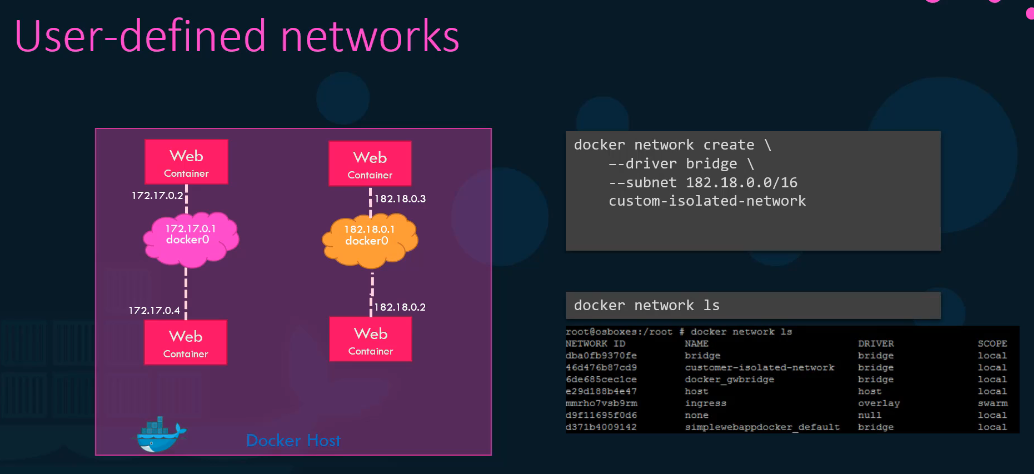 User-defined networks
Web
Container
172.17.0.2
172.17.0.1
docker0
172.17.0.4
Web
Container
Web
Container
182.18.0.3
182.18.0.1
docker0
182.18.0.2
Web
Container
Docker Host
docker network create \
--driver bridge \
--subnet 182.18.0.0/16
custom-isolated-network
docker network ls
root@osboxes:/root # docker network ls
NETWORK ID NAME DRIVER SCOPE
dba0fb9370fe bridge bridge local
46d476b87cd9 customer-isolated-network bridge local
6de685cec1ce docker_gwbridge bridge local
e29d188b4e47 host host local
mmrho7vsb9rm ingress overlay swarm
d9f11695f0d6 none null local
d371b4009142 simplewebappdocker_default bridge local